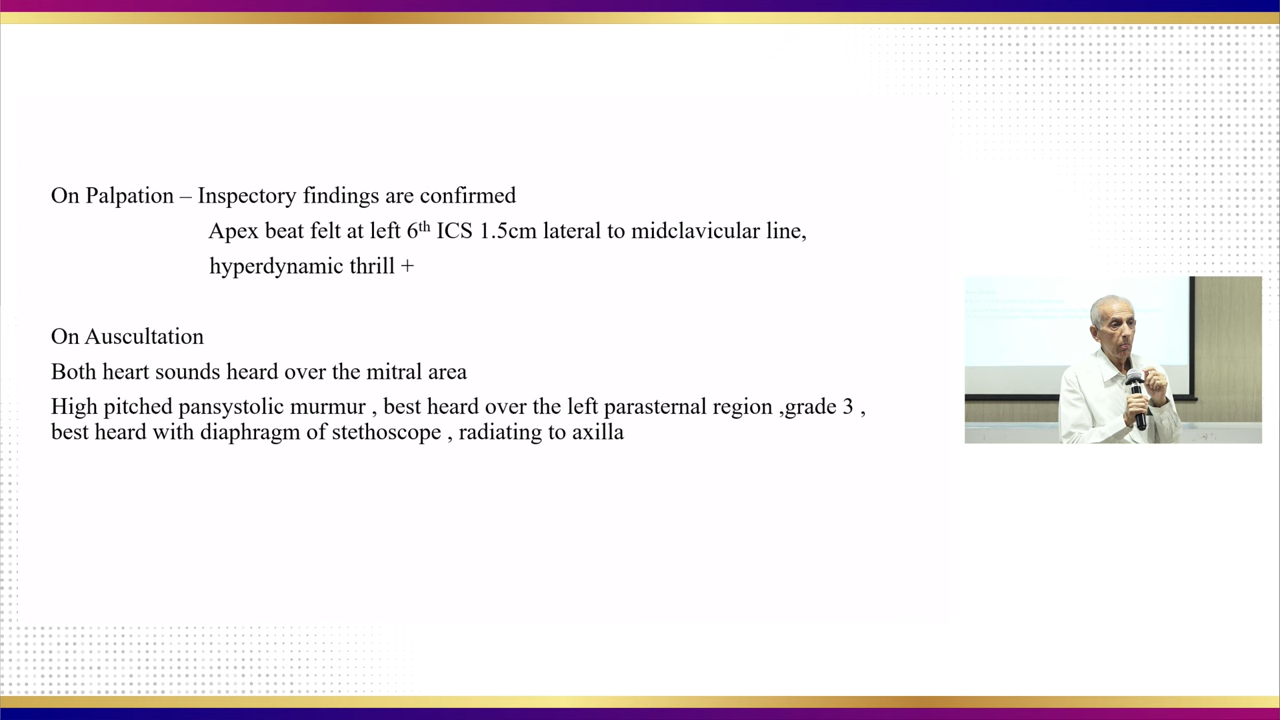 On Palpation – Inspectory findings are confirmed
Apex beat felt at left 6th ICS 1.5cm lateral to midclavicular line,
hyperdynamic thrill +
On Auscultation
Both heart sounds heard over the mitral area
High pitched pansystolic murmur , best heard over the left parasternal region ,grade 3 ,
best heard with diaphragm of stethoscope , radiating to axilla